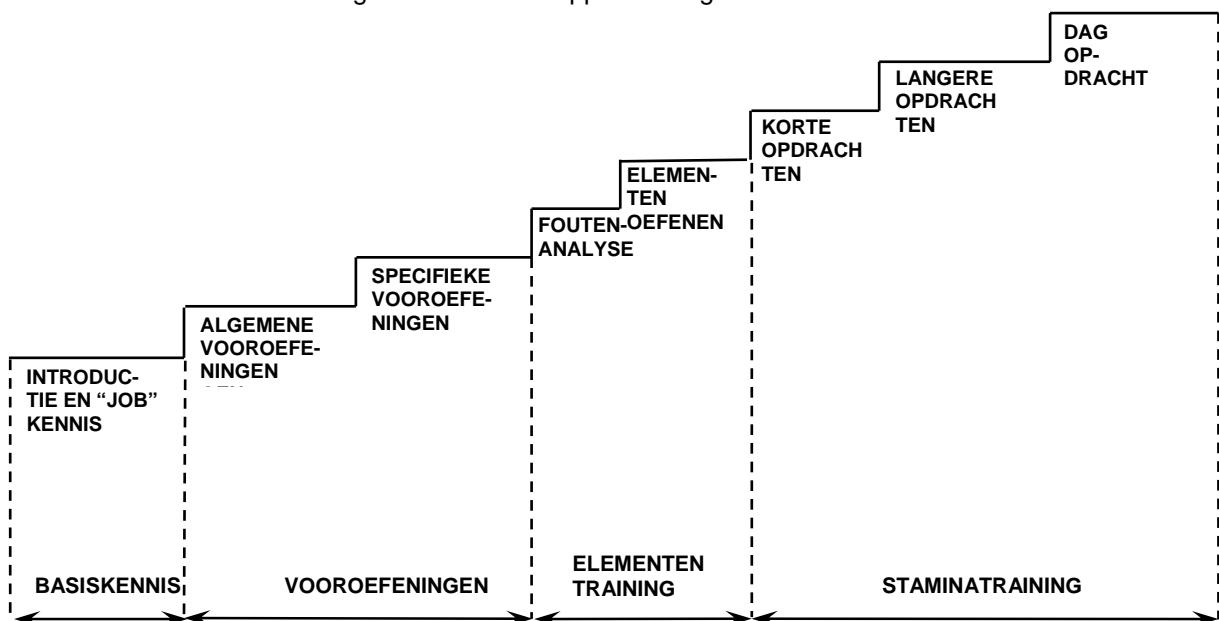 DAG
OP-
DRACHT
LANGERE
OPDRACH
TEN
KORTE
OPDRACH
TEN
ELEMEN-
TEN
OEFENEN
FOUTEN-
ANALYSE
SPECIFIEKE
VOOROEFE-
NINGEN
ALGEMENE
VOOROEFE-
NINGEN
INTRODUC-
TIE EN “JOB”
KENNIS
BASISKENNIS
VOOROEFENINGEN
ELEMENTEN
TRAINING
STAMINATRAINING